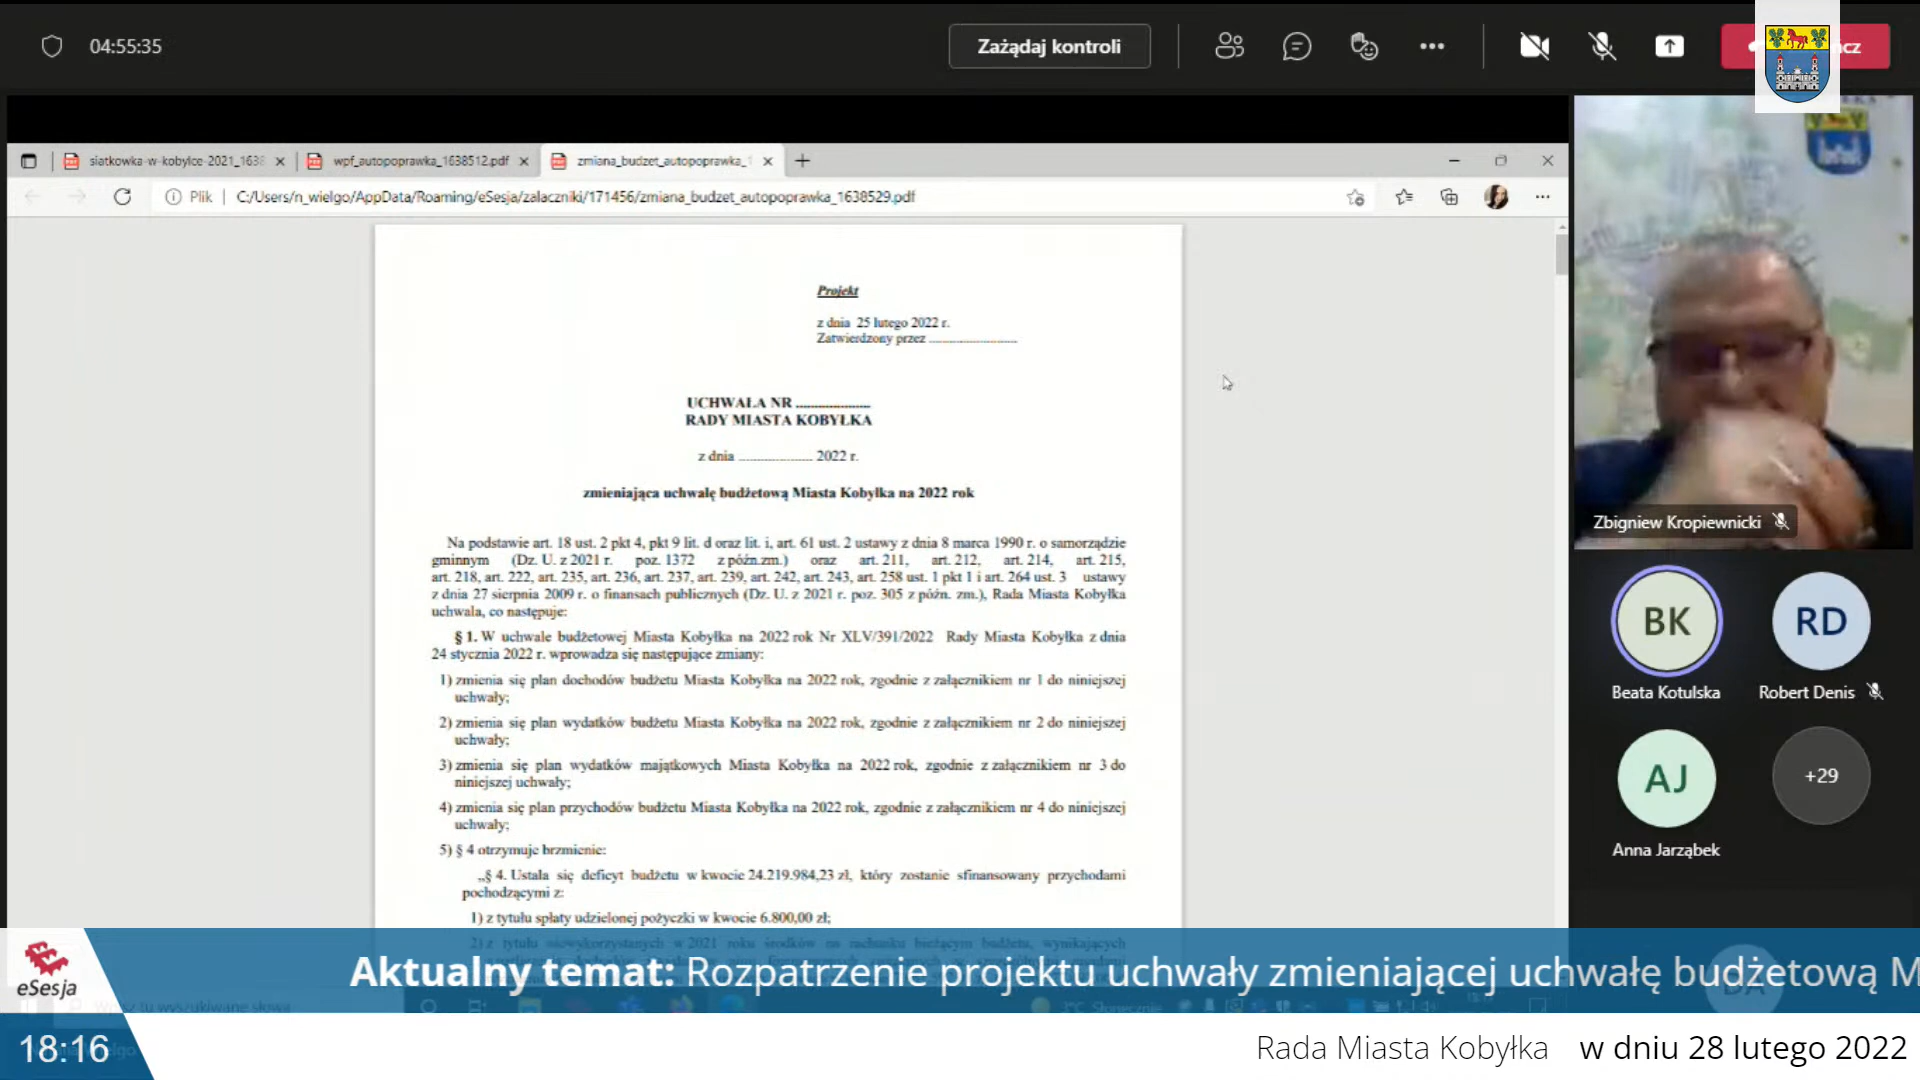 04:55:35
Zażądaj kontroli
siatkowka-w-kobylce-2021_1638
wpf_autopoprawka_1638512.pdf
zmiana_budzet_autopoprawka_1
Plik
C:/Users/n_wielgo/AppData/Roaming/eSesja/zalaczniki/171456/zmiana_budzet_autopoprawka_1638529.pdf
Projekt
z dnia 25 lutego 2022 r.
Zatwierdzony przez ........................
UCHWAŁA NR ....................
RADY MIASTA KOBYŁKA
z dnia .................... 2022 r.
zmieniająca uchwałę budżetową Miasta Kobyłka na 2022 rok
Na podstawie art. 18 ust. 2 pkt 4, pkt 9 lit. d oraz lit. i, art. 61 ust. 2 ustawy z dnia 8 marca 1990 r. o samorządzie
gminnym (Dz. U. z 2021 r. poz. 1372 z późn.zm.) oraz art. 211, art. 212, art. 214, art. 215,
art. 218, art. 222, art. 235, art. 236, art. 237, art. 239, art. 242, art. 243, art. 258 ust. 1 pkt 1 i art. 264 ust. 3 ustawy
z dnia 27 sierpnia 2009 r. o finansach publicznych (Dz. U. z 2021 r. poz. 305 z późn. zm.), Rada Miasta Kobyłka
uchwala, co następuje:
§ 1. W uchwale budżetowej Miasta Kobyłka na 2022 rok Nr XLV/391/2022 Rady Miasta Kobyłka z dnia
24 stycznia 2022 r. wprowadza się następujące zmiany:
1) zmienia się plan dochodów budżetu Miasta Kobyłka na 2022 rok, zgodnie z załącznikiem nr 1 do niniejszej
uchwały;
2) zmienia się plan wydatków budżetu Miasta Kobyłka na 2022 rok, zgodnie z załącznikiem nr 2 do niniejszej
uchwały;
3) zmienia się plan wydatków majątkowych Miasta Kobyłka na 2022 rok, zgodnie z załącznikiem nr 3 do
niniejszej uchwały;
4) zmienia się plan przychodów budżetu Miasta Kobyłka na 2022 rok, zgodnie z załącznikiem nr 4 do niniejszej
uchwały;
5) § 4 otrzymuje brzmienie:
„§ 4. Ustala się deficyt budżetu w kwocie 24.219.984,23 zł, który zostanie sfinansowany przychodami
pochodzącymi z:
1) z tytułu spłaty udzielonej pożyczki w kwocie 6.800,00 zł;
2) z tytułu niewykorzystanych w 2021 roku środków na rachunku bieżącym budżetu, wynikających
Zbigniew Kropiewnicki
BK
Beata Kotulska
RD
Robert Denis
AJ
Anna Jarząbek
+29
eSesja
Aktualny temat: Rozpatrzenie projektu uchwały zmieniającej uchwałę budżetową M
18:16
Rada Miasta Kobyłka w dniu 28 lutego 2022